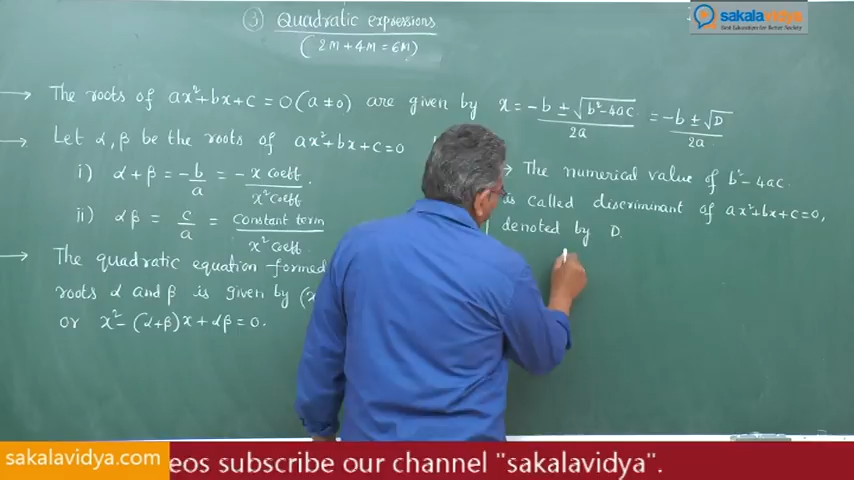 ③ Quadratic expressions
(2M+4M=6M)
sakalavidya
→ The roots of ax²+bx+c=0 (a≠0) are given by x = (-b ± √(b²-4ac))/2a = (-b ± √D)/2a
→ Let α, β be the roots of ax²+bx+c=0
i) α+β = -b/a = -x coeff/x² coeff.
ii) αβ = c/a = constant term/x² coeff.
→ The quadratic equation formed
roots α and β is given by (x
or x²-(α+β)x+αβ=0.
→ The numerical value of b²-4ac.
is called discriminant of ax²+bx+c=0,
denoted by D.
sakalavidya.com
eos subscribe our channel "sakalavidya".